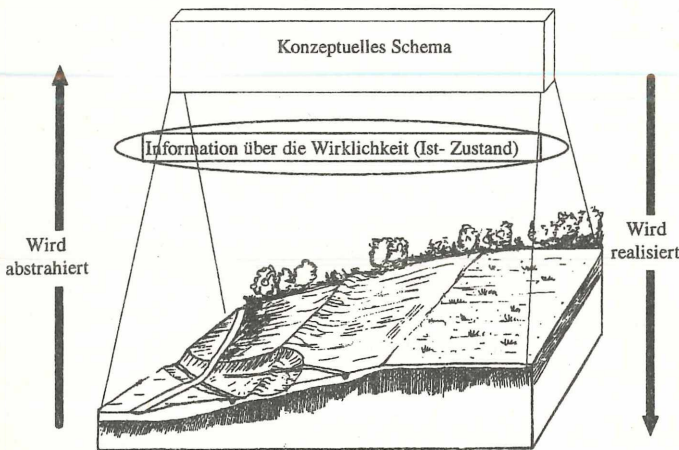 Konzeptuelles Schema
Information über die Wirklichkeit (Ist- Zustand)
Wird
abstrahiert
Wird
realisiert